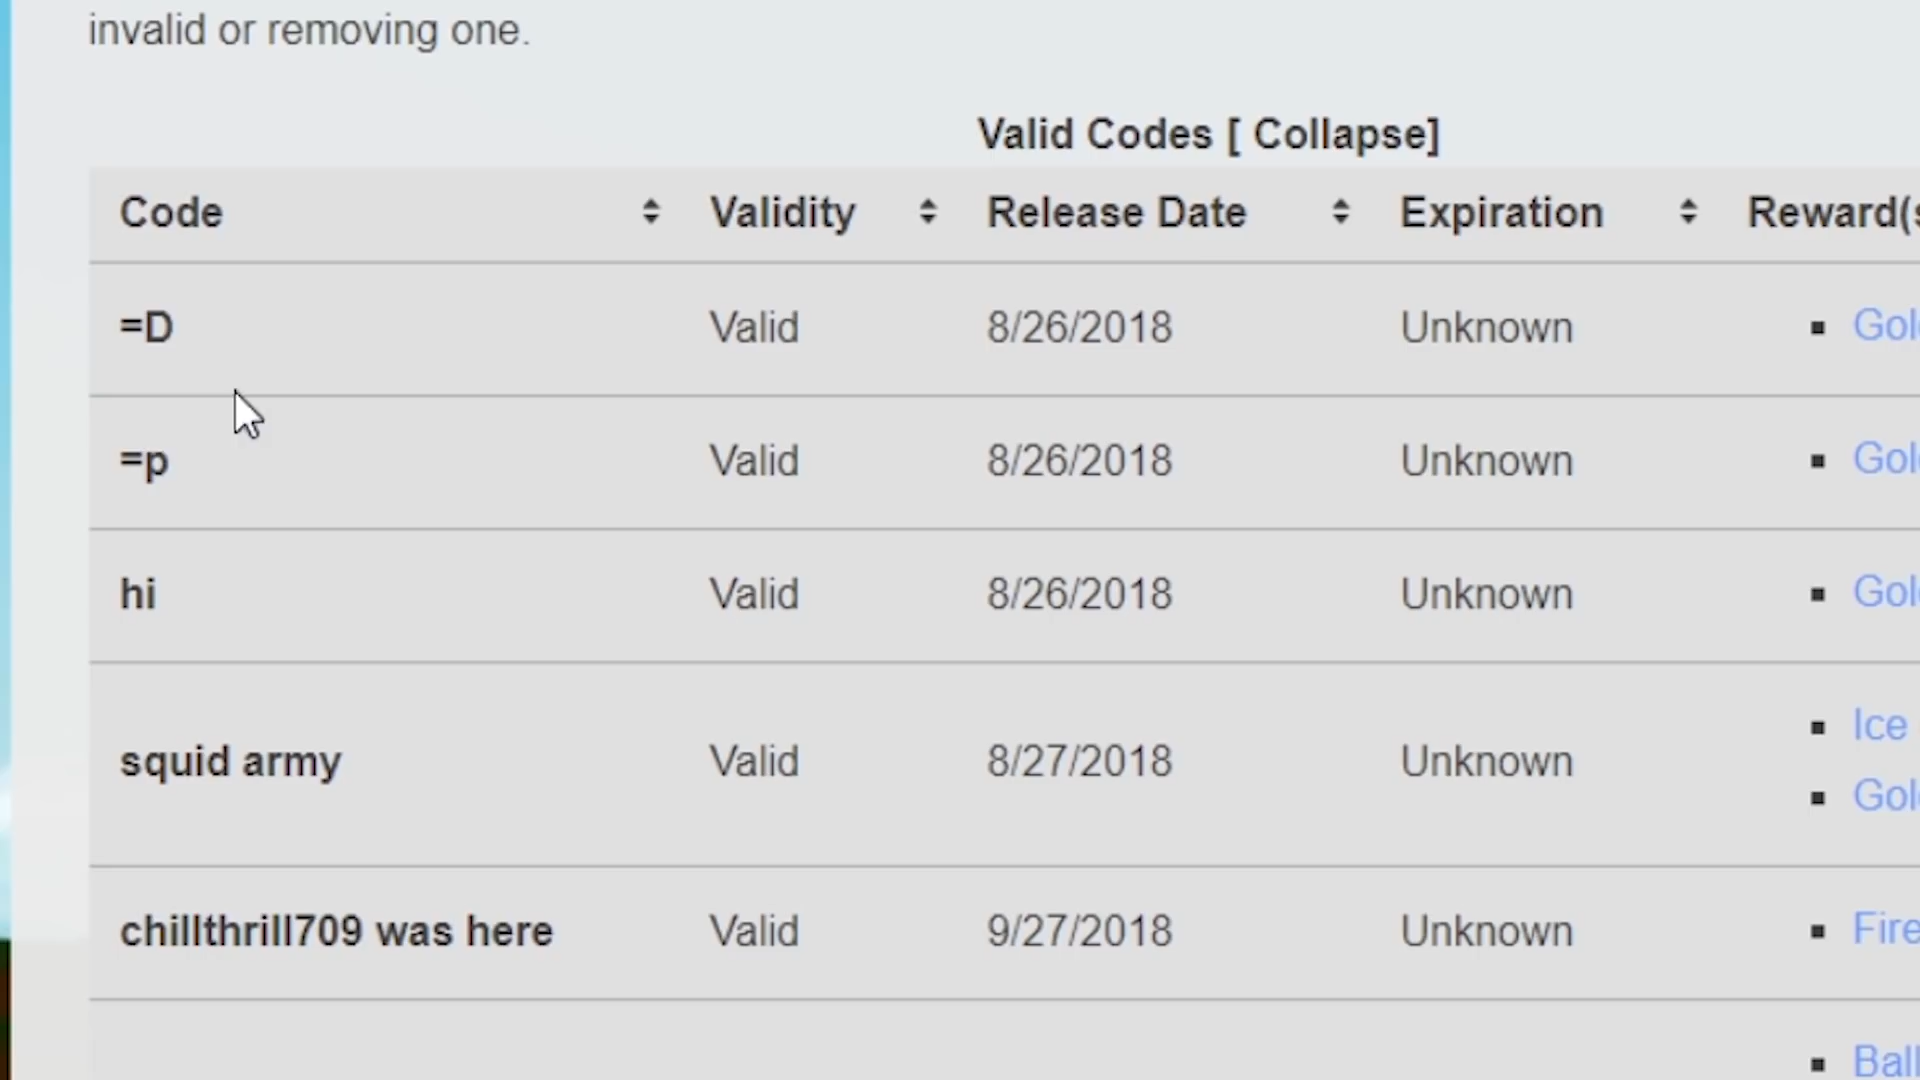 invalid or removing one.
Valid Codes [ Collapse]
Code Validity Release Date Expiration
=D Valid 8/26/2018 Unknown
=p Valid 8/26/2018 Unknown
hi Valid 8/26/2018 Unknown
squid army Valid 8/27/2018 Unknown Ice
chillthrill709 was here Valid 9/27/2018 Unknown Fire